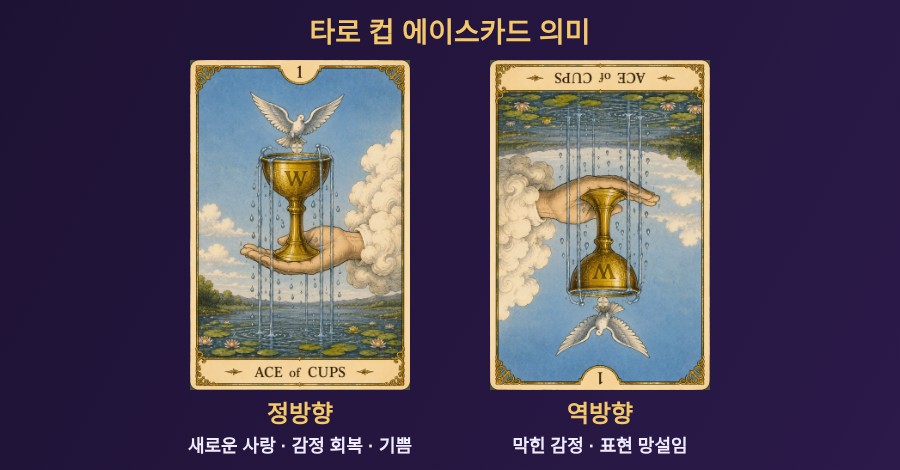 타로 컵 에이스카드 의미
1
W
ACE of CUPS
ACE of CUPS
W
1
정방향
역방향
새로운 사랑 · 감정 회복 · 기쁨
막힌 감정 · 표현 망설임